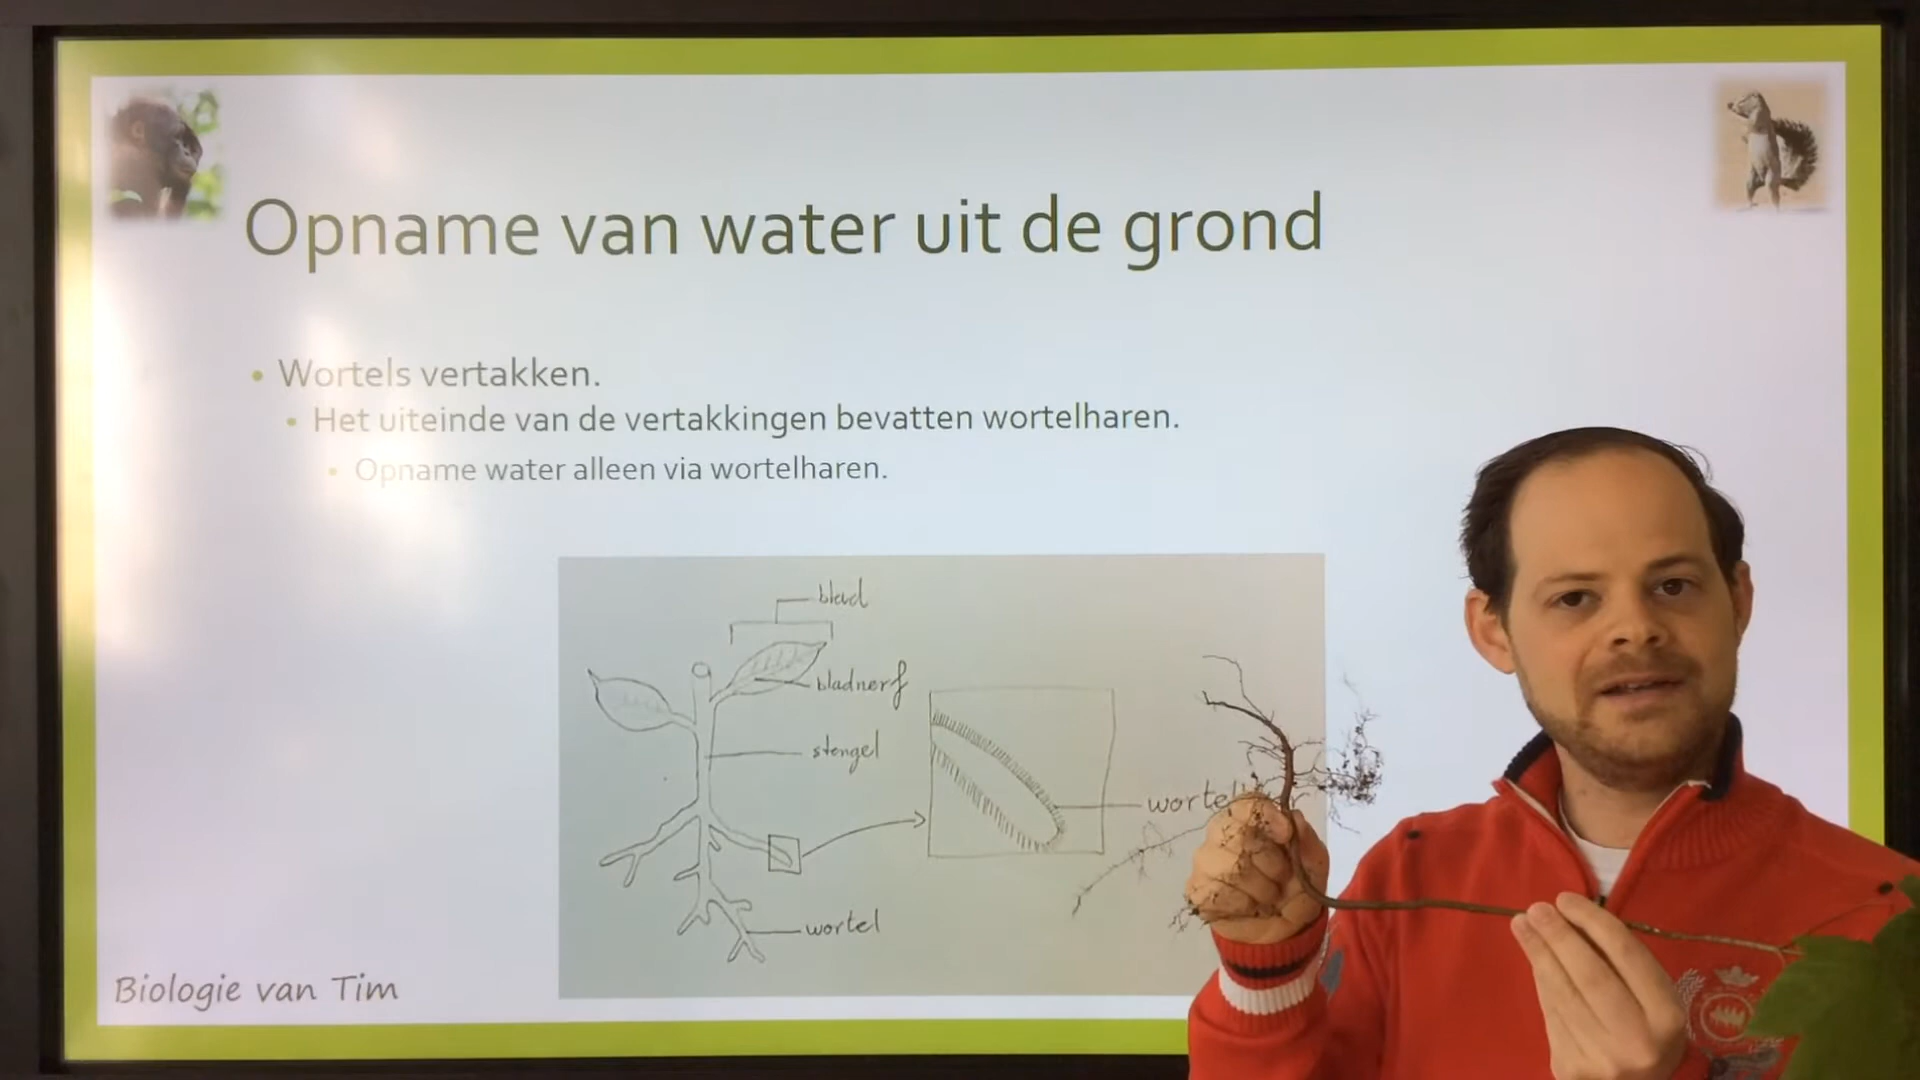 Opname van water uit de grond
• Wortels vertakken.
• Het uiteinde van de vertakkingen bevatten wortelharen.
• Opname water alleen via wortelharen.
blad
bladnerf
stengel
wortel
Biologie van Tim